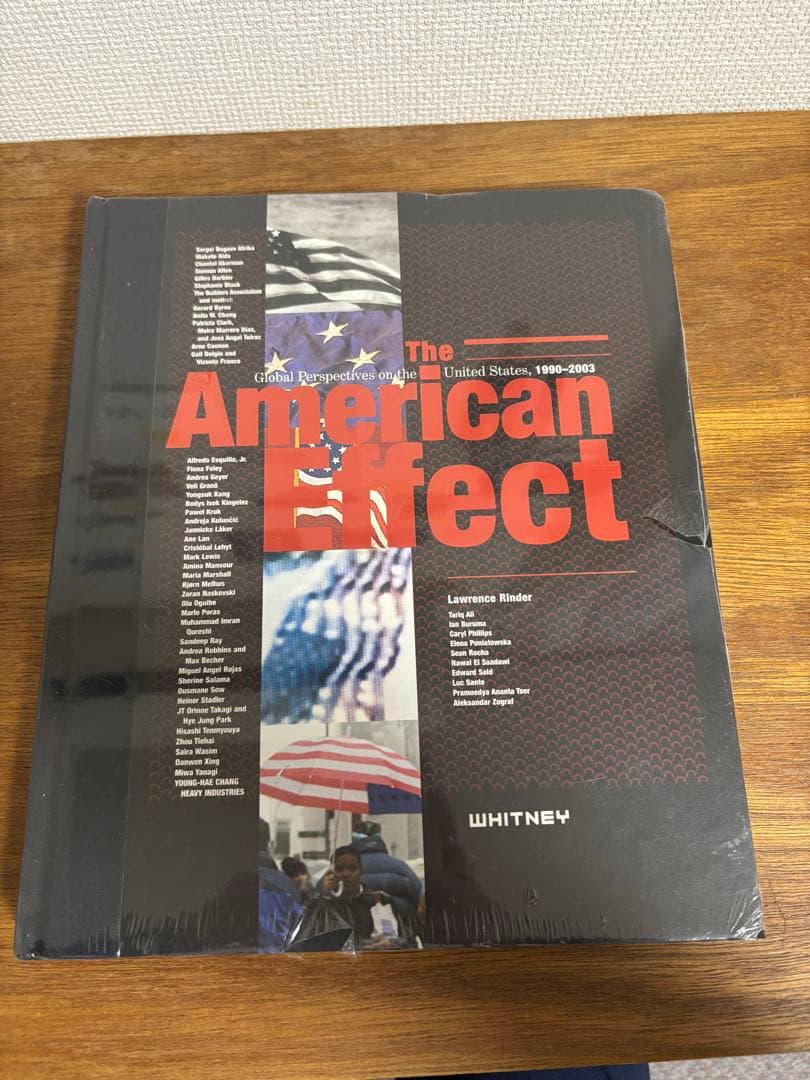 The
Global Perspectives on the United States, 1990–2003
American
Effect
Sergei Bugaev Afrika
Makoto Aida
Chantal Akerman
Siemon Allen
Gilles Barbier
Stephanie Black
The Builders Association
and motiroti
Gerard Byrne
Anita W. Chang
Patricia Clark,
Meira Marrero Díaz,
and José Angel Toirac
Arno Coenen
Gail Dolgin and
Vicente Franco
Alfredo Esquillo, Jr.
Fiona Foley
Andrea Geyer
Veli Granö
Yongsuk Kang
Bodys Isek Kingelez
Pawel Kruk
Andreja Kulunčić
Jannicke Låker
Ane Lan
Cristóbal Lehyt
Mark Lewis
Amina Mansour
Maria Marshall
Bjørn Melhus
Zoran Naskovski
Olu Oguibe
Marlo Poras
Muhammad Imran
Qureshi
Sandeep Ray
Andrea Robbins and
Max Becher
Miguel Angel Rojas
Sherine Salama
Ousmane Sow
Heiner Stadler
JT Orinne Takagi and
Hye Jung Park
Hisashi Tenmyouya
Zhou Tiehai
Saira Wasim
Danwen Xing
Miwa Yanagi
YOUNG-HAE CHANG
HEAVY INDUSTRIES
Lawrence Rinder
Tariq Ali
Ian Buruma
Caryl Phillips
Elena Poniatowska
Sean Rocha
Nawal El Saadawi
Edward Said
Luc Sante
Pramoedya Ananta Toer
Aleksandar Zograf
WHITNEY